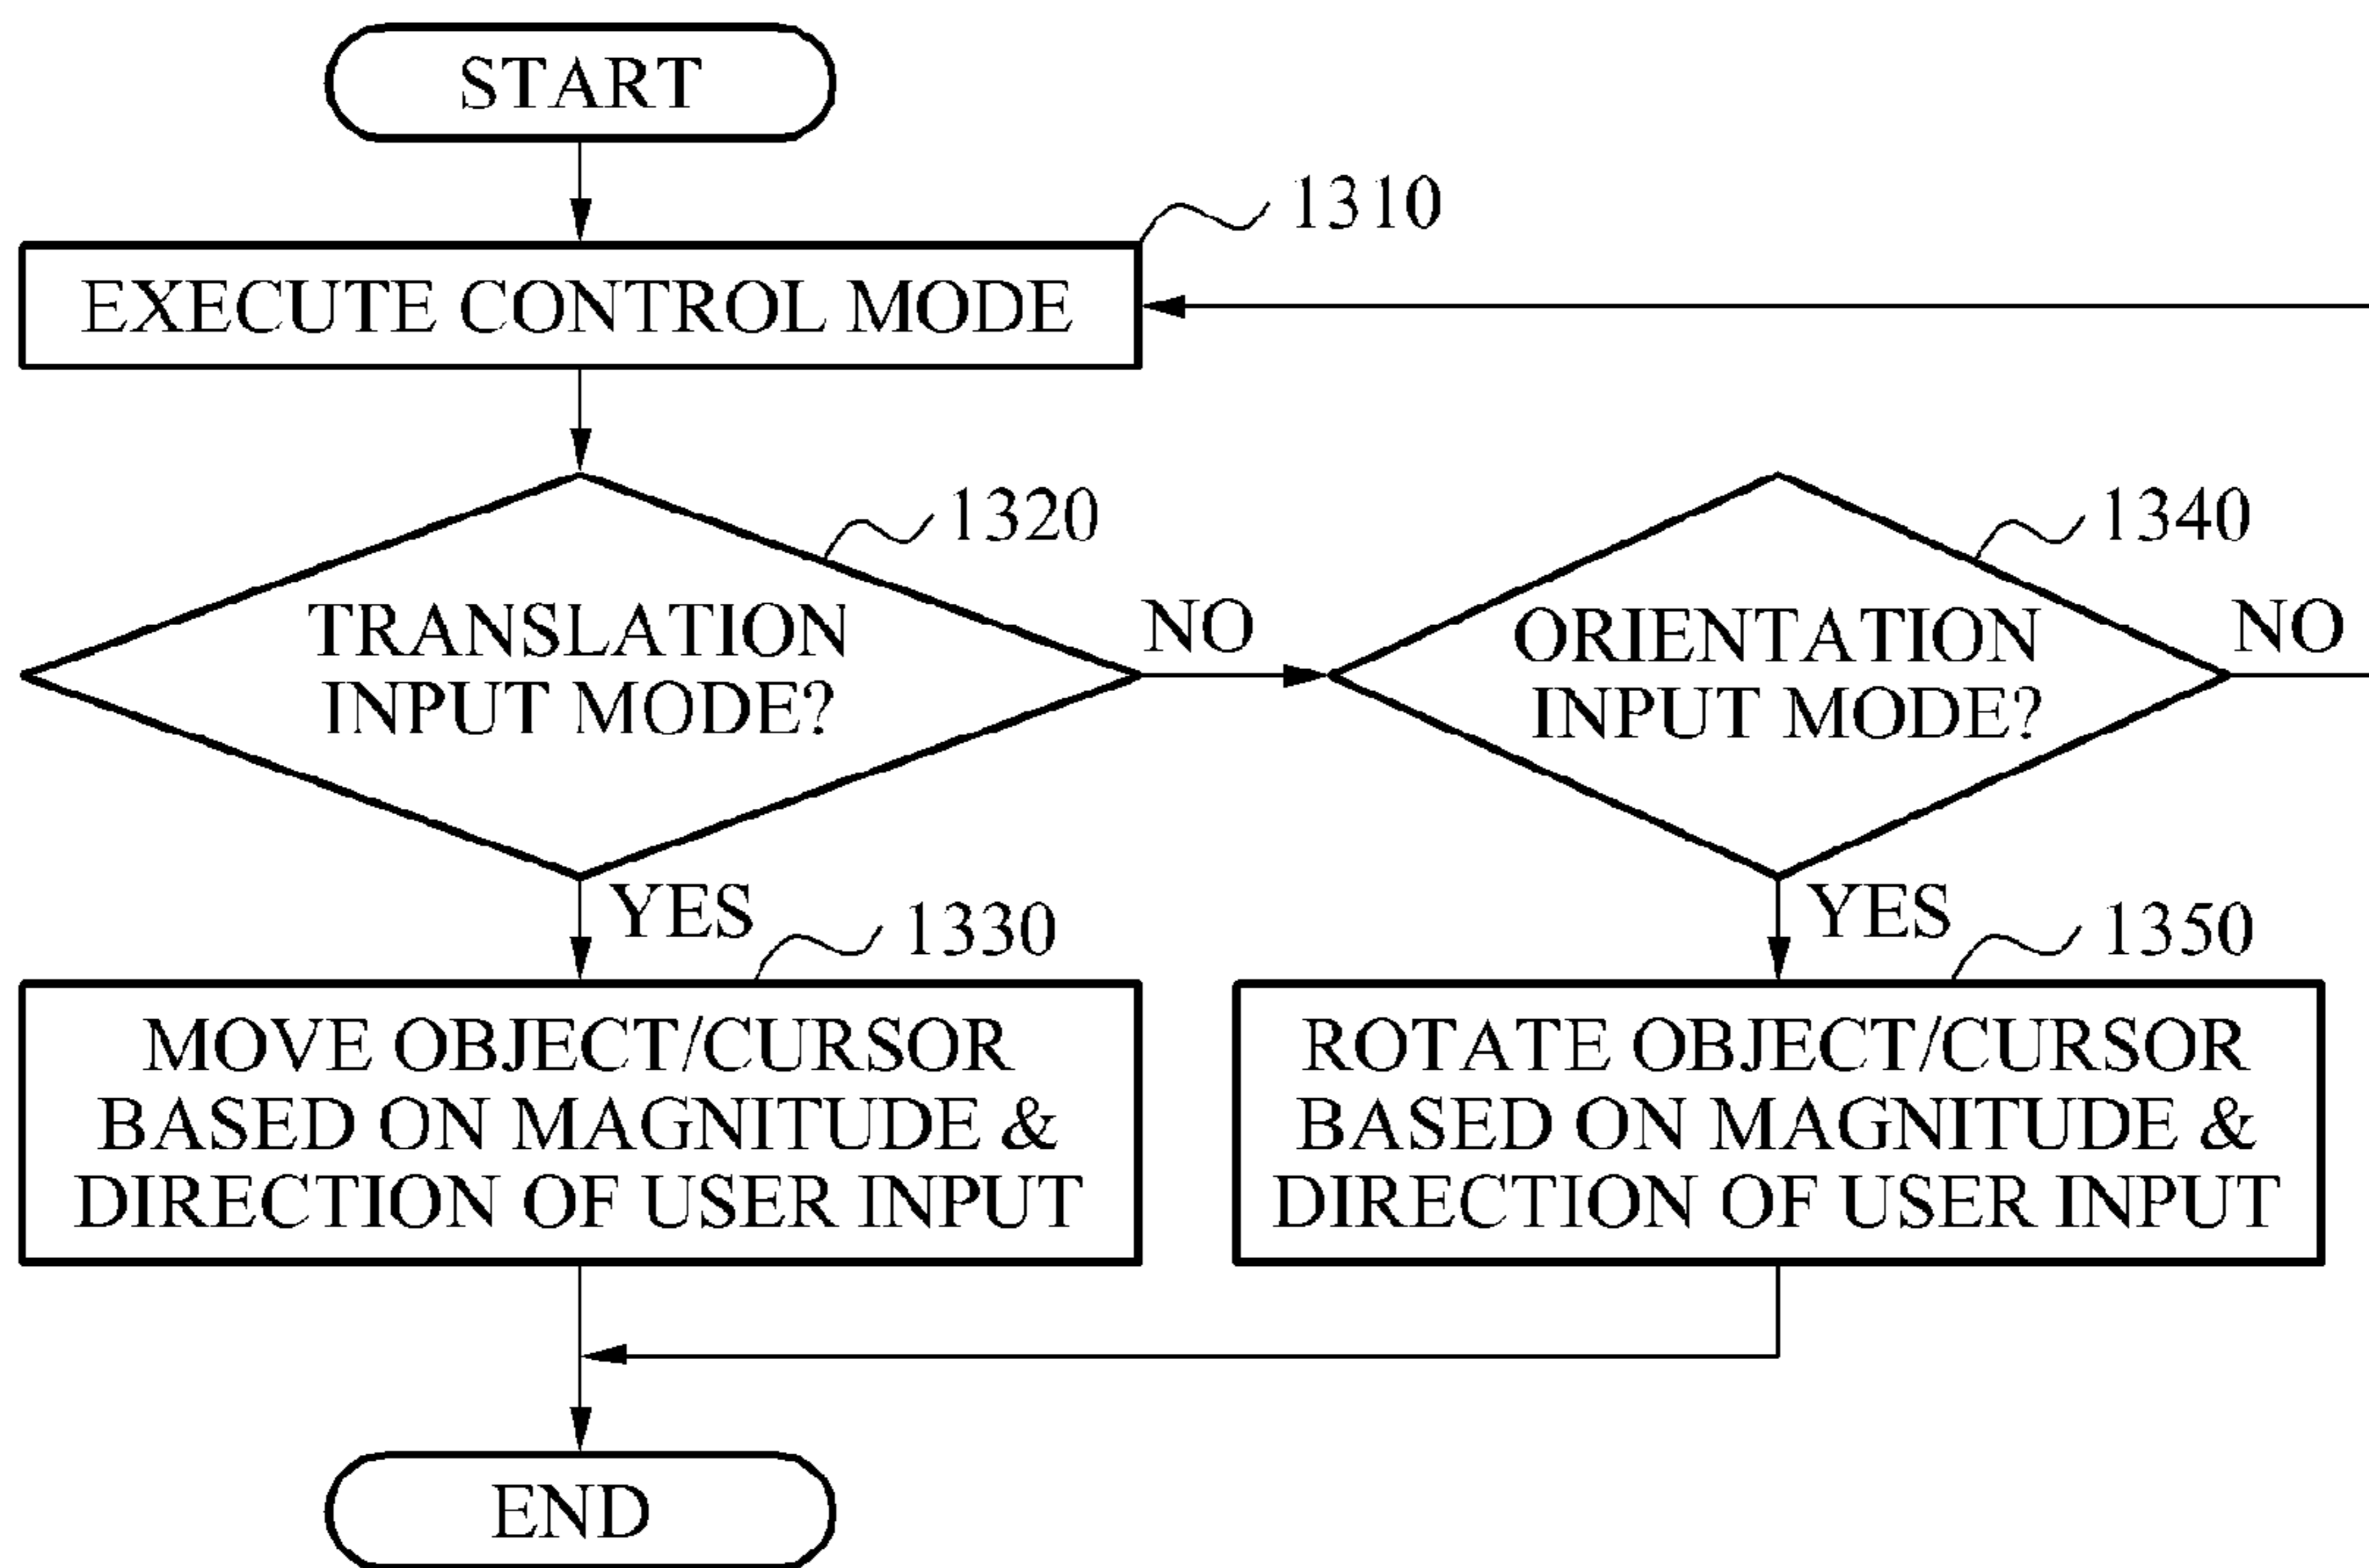 START
1310
EXECUTE CONTROL MODE
1320
TRANSLATION
INPUT MODE?
NO
1340
ORIENTATION
INPUT MODE?
NO
YES
1330
MOVE OBJECT/CURSOR
BASED ON MAGNITUDE &
DIRECTION OF USER INPUT
YES
1350
ROTATE OBJECT/CURSOR
BASED ON MAGNITUDE &
DIRECTION OF USER INPUT
END